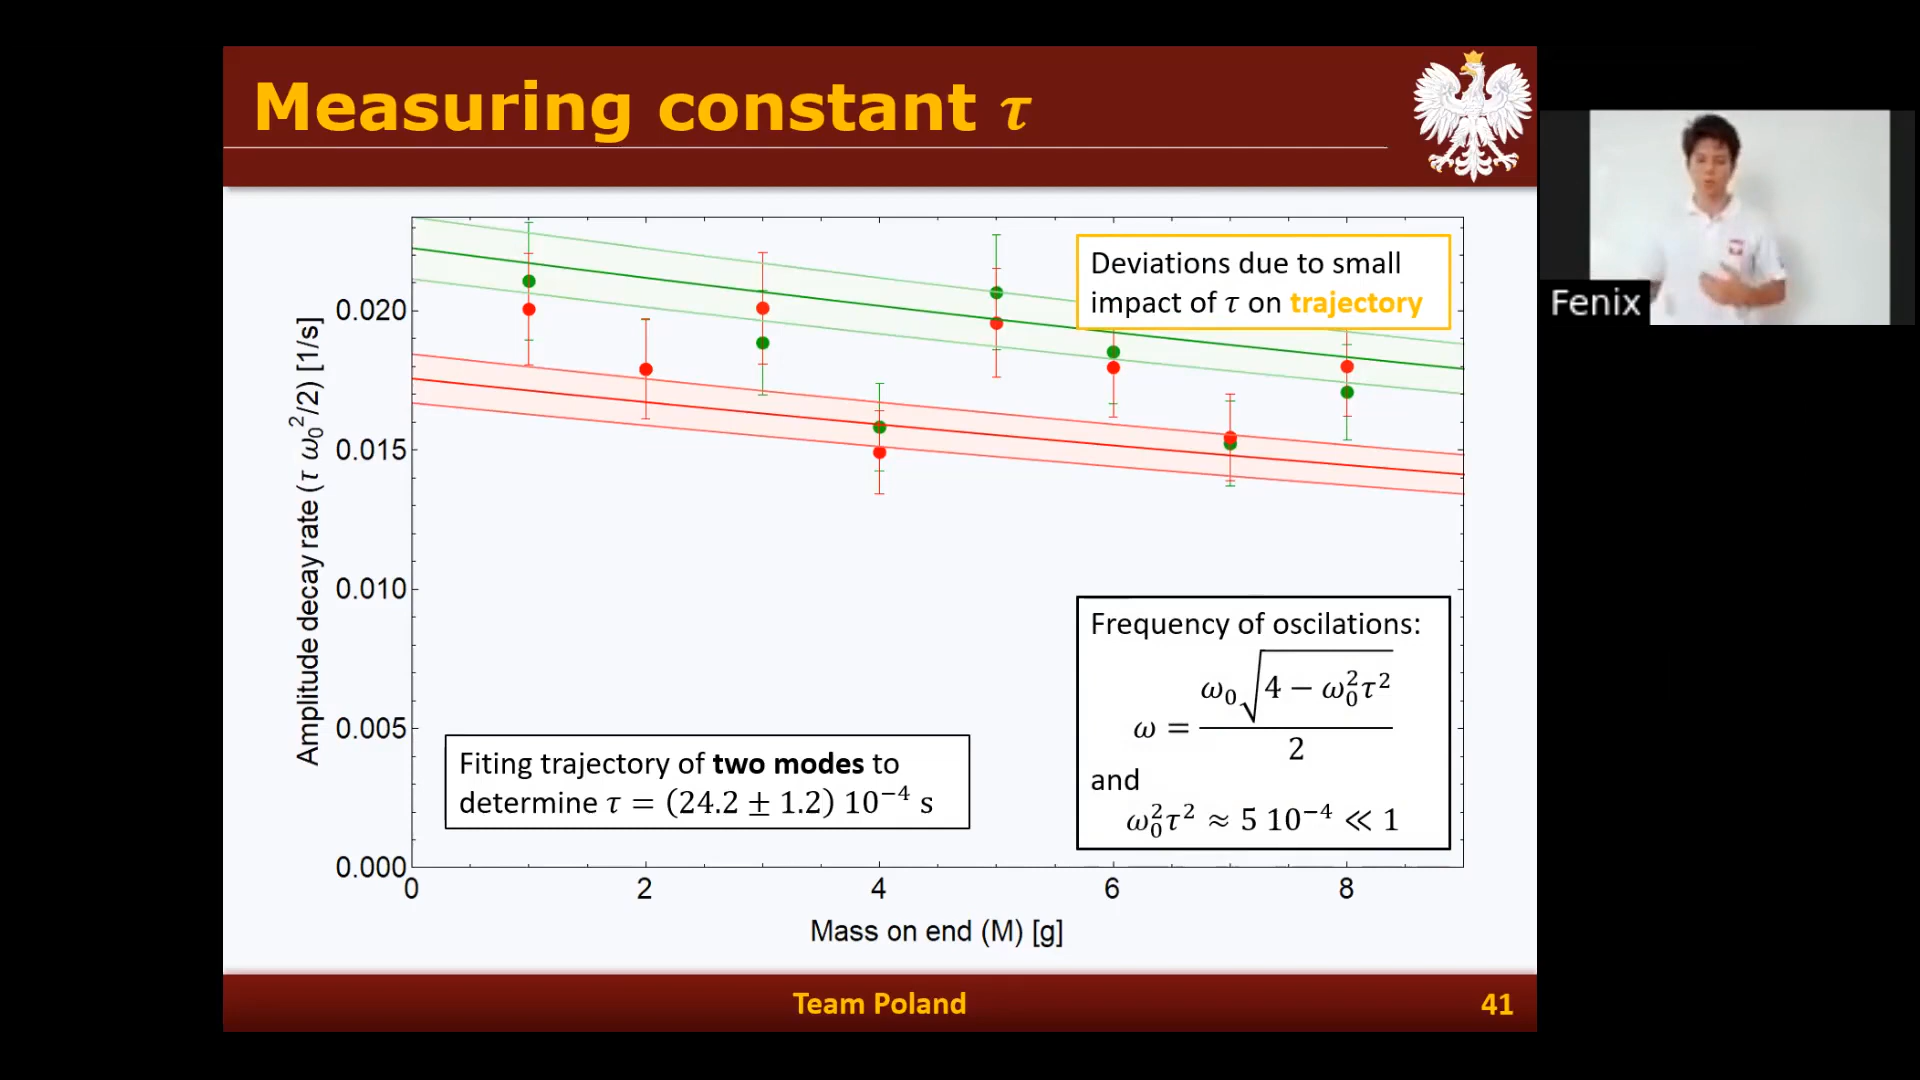 Measuring constant τ
Fenix
Deviations due to small
impact of τ on trajectory
Amplitude decay rate (τ ω₀²/2) [1/s]
0.020
0.015
0.010
0.005
0.000
Fiting trajectory of two modes to
determine τ = (24.2 ± 1.2) 10⁻⁴ s
Frequency of oscilations:
ω = ω₀√(4 − ω₀²τ²) / 2
and
ω₀²τ² ≈ 5 10⁻⁴ ≪ 1
0 2 4 6 8
Mass on end (M) [g]
Team Poland
41